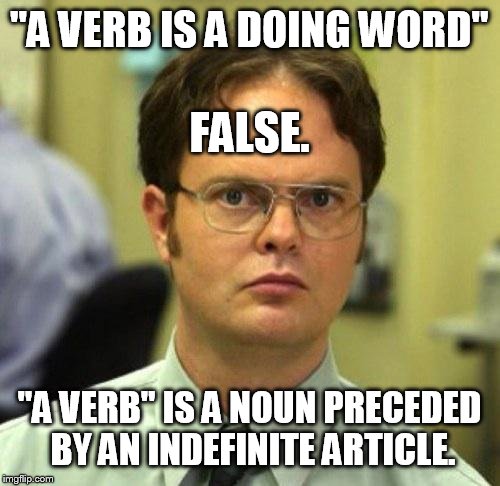 "A VERB IS A DOING WORD"
FALSE.
"A VERB" IS A NOUN PRECEDED
BY AN INDEFINITE ARTICLE.
imgflip.com